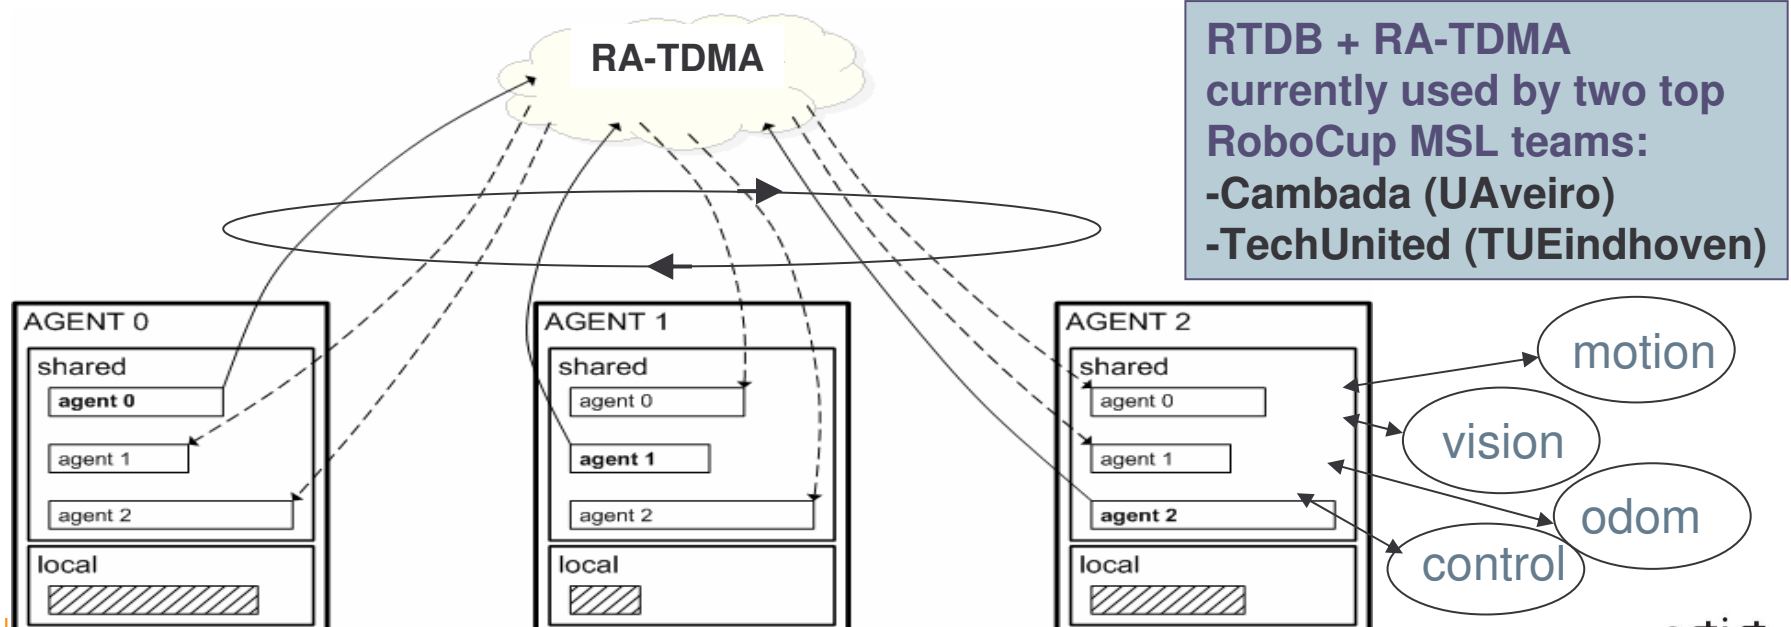 RA-TDMA
RTDB + RA-TDMA
currently used by two top
RoboCup MSL teams:
-Cambada (UAveiro)
-TechUnited (TUEindhoven)
AGENT 0
shared
agent 0
agent 1
agent 2
local
AGENT 1
shared
agent 0
agent 1
agent 2
local
AGENT 2
shared
agent 0
agent 1
agent 2
local
motion
vision
odom
control